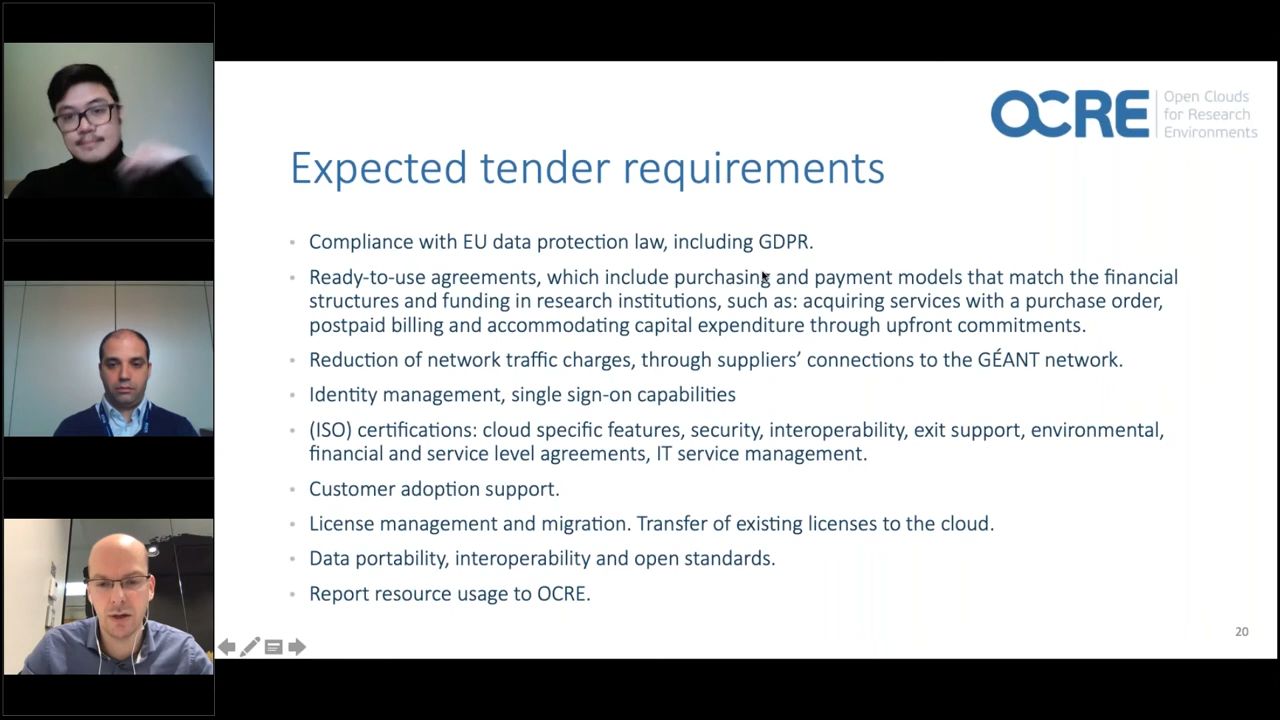 OCRE
Open Clouds
for Research
Environments
Expected tender requirements
• Compliance with EU data protection law, including GDPR.
• Ready-to-use agreements, which include purchasing and payment models that match the financial
structures and funding in research institutions, such as: acquiring services with a purchase order,
postpaid billing and accommodating capital expenditure through upfront commitments.
• Reduction of network traffic charges, through suppliers’ connections to the GÉANT network.
• Identity management, single sign-on capabilities
• (ISO) certifications: cloud specific features, security, interoperability, exit support, environmental,
financial and service level agreements, IT service management.
• Customer adoption support.
• License management and migration. Transfer of existing licenses to the cloud.
• Data portability, interoperability and open standards.
• Report resource usage to OCRE.
20